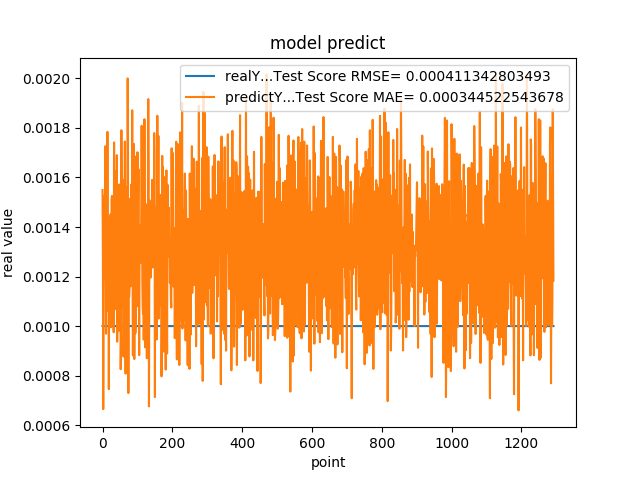 model predict
realY...Test Score RMSE= 0.000411342803493
predictY...Test Score MAE= 0.000344522543678
real value
0.0020
0.0018
0.0016
0.0014
0.0012
0.0010
0.0008
0.0006
0 200 400 600 800 1000 1200
point